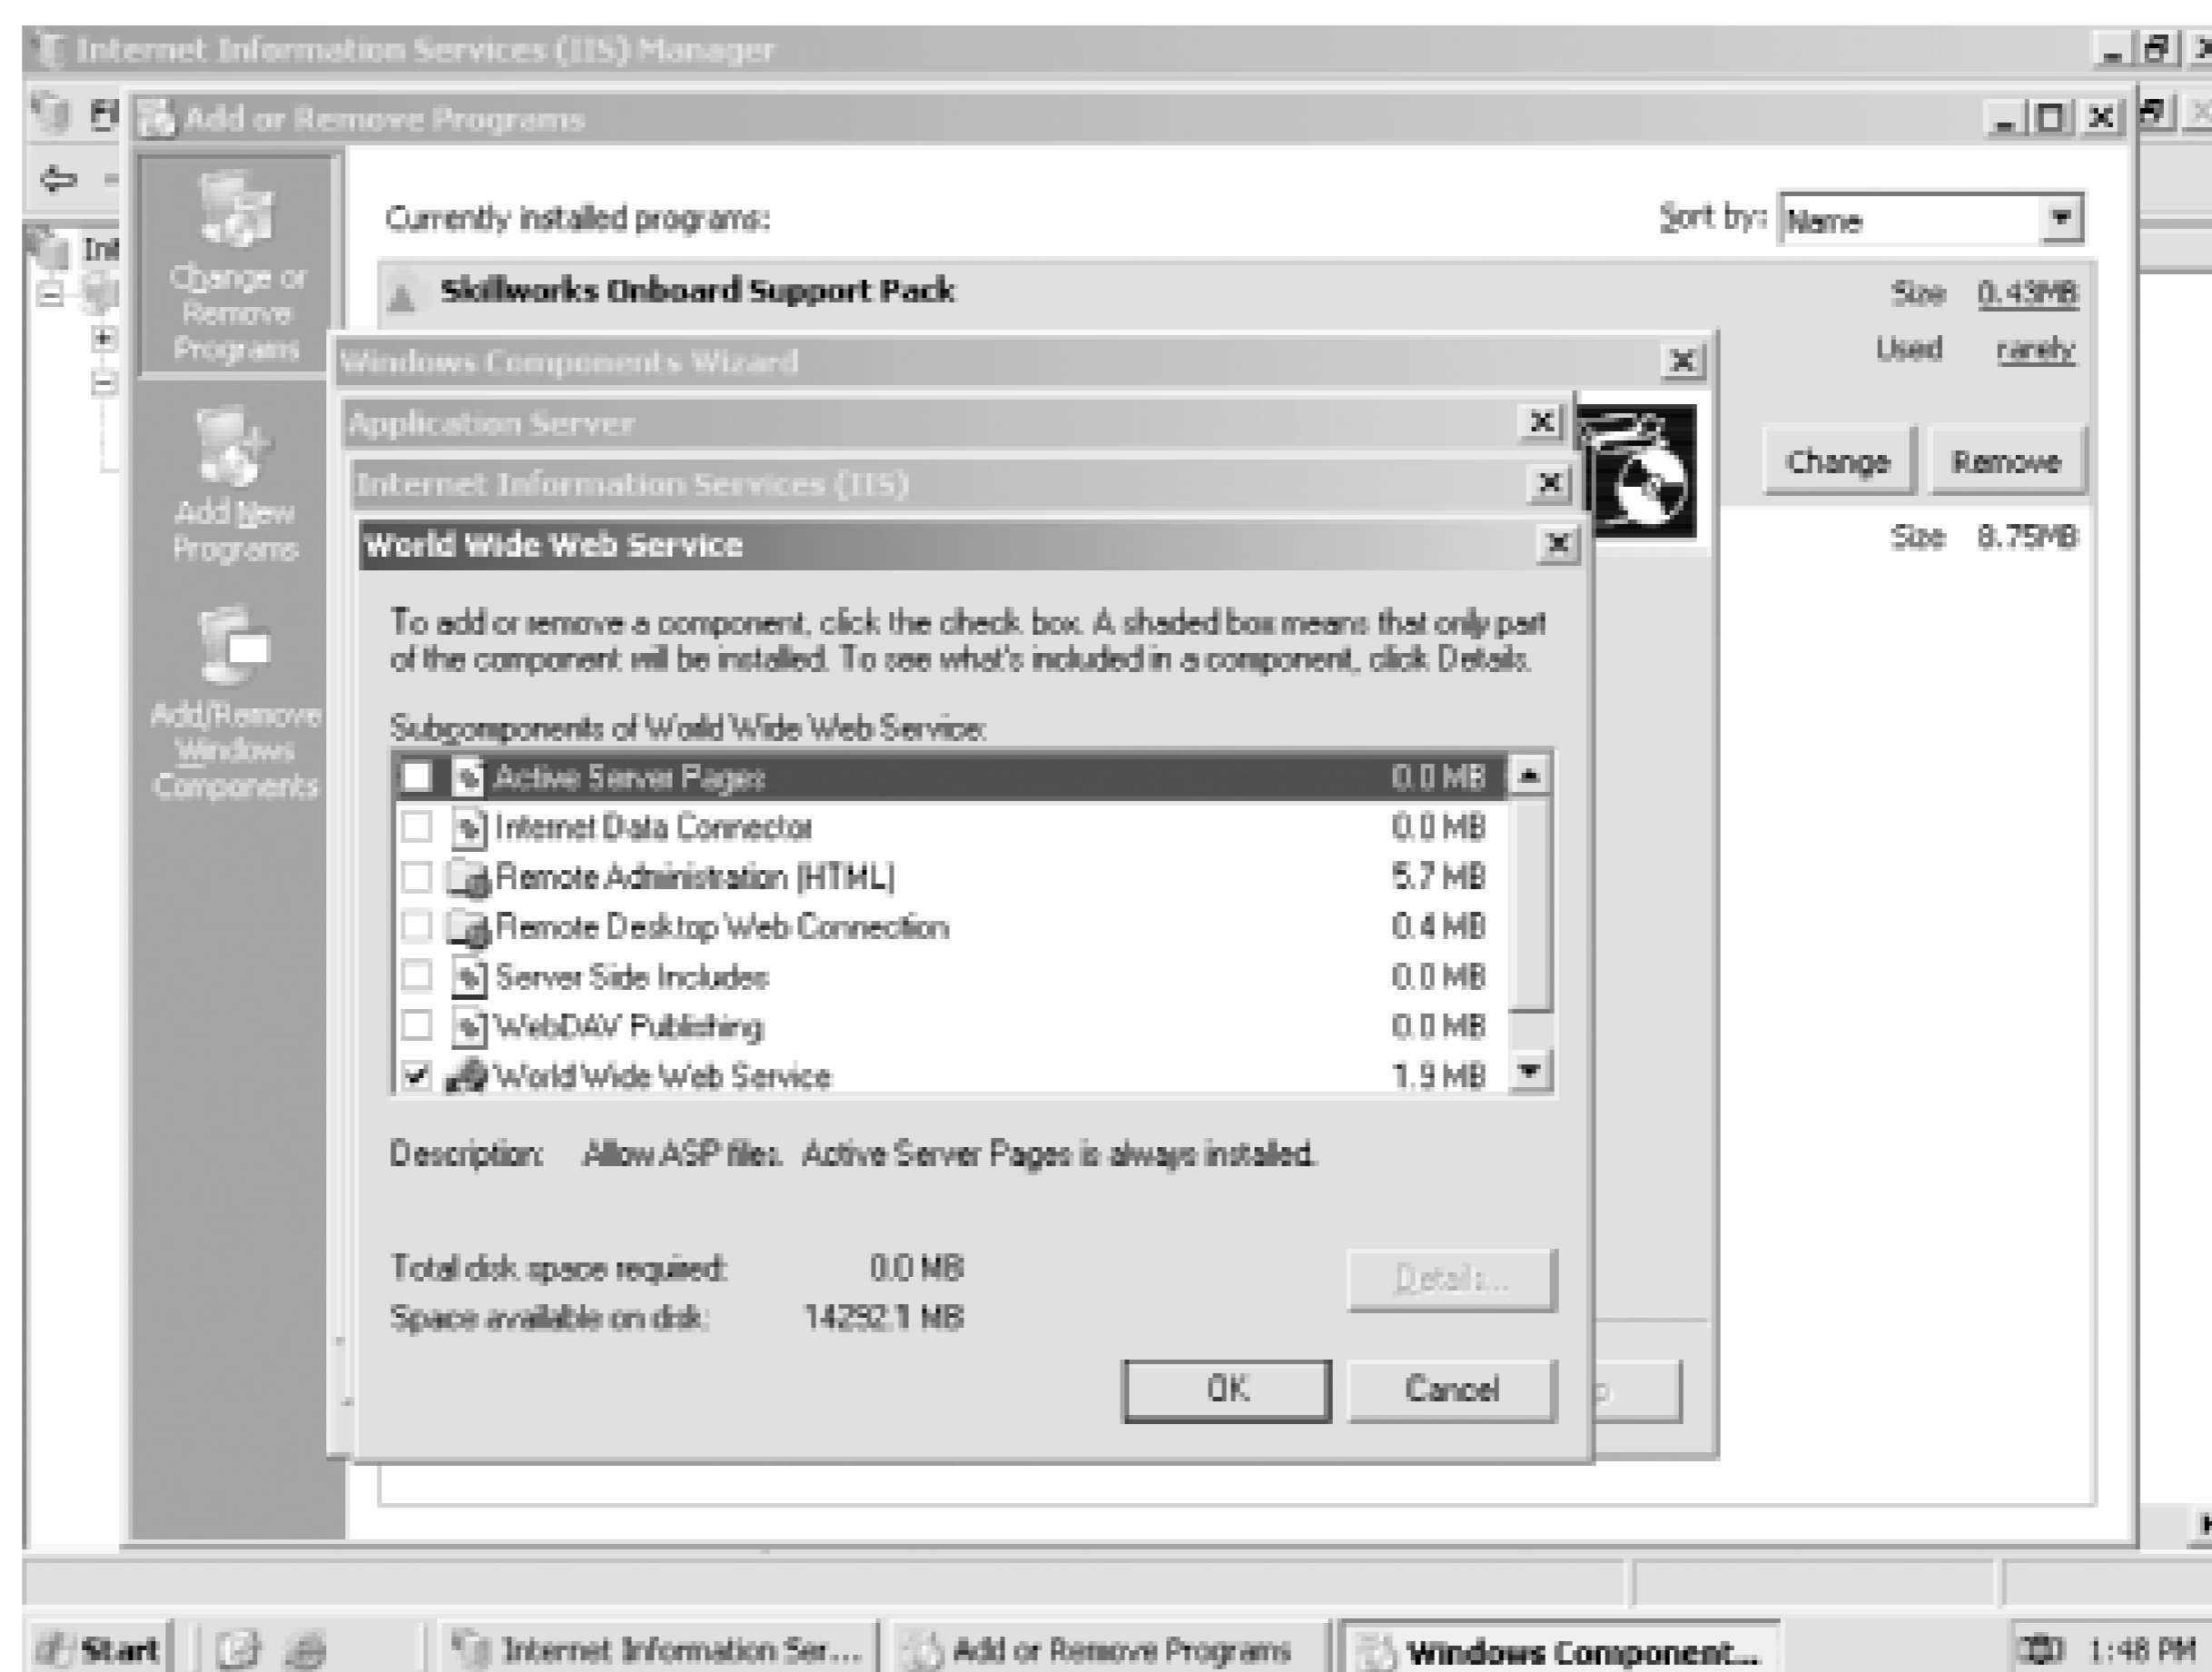 Internet Information Services (IIS) Manager
Add or Remove Programs
Change or
Remove
Programs
Add New
Programs
Add/Remove
Windows
Components
Currently installed programs:
Sort by: Name
Skillworks Onboard Support Pack
Size 0.43MB
Used rarely
Change Remove
Size 8.75MB
Windows Components Wizard
Application Server
Internet Information Services (IIS)
World Wide Web Service
To add or remove a component, click the check box. A shaded box means that only part
of the component will be installed. To see what's included in a component, click Details.
Subcomponents of World Wide Web Service:
Active Server Pages 0.0 MB
Internet Data Connector 0.0 MB
Remote Administration (HTML) 5.7 MB
Remote Desktop Web Connection 0.4 MB
Server Side Includes 0.0 MB
WebDAV Publishing 0.0 MB
World Wide Web Service 1.9 MB
Description: Allow ASP files. Active Server Pages is always installed.
Total disk space required: 0.0 MB
Space available on disk: 14292.1 MB
Details...
OK Cancel
Start
Internet Information Ser...
Add or Remove Programs
Windows Component...
1:48 PM